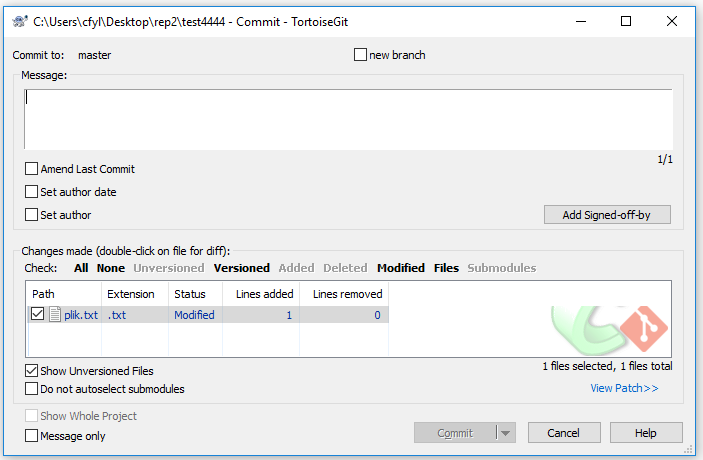 C:\Users\cfyl\Desktop\rep2\test4444 - Commit - TortoiseGit
Commit to: master new branch
Message:
1/1
Amend Last Commit
Set author date
Set author
Add Signed-off-by
Changes made (double-click on file for diff):
Check: All None Unversioned Versioned Added Deleted Modified Files Submodules
Path Extension Status Lines added Lines removed
plik.txt .txt Modified 1 0
Show Unversioned Files
1 files selected, 1 files total
Do not autoselect submodules
View Patch>>
Show Whole Project
Message only
Commit Cancel Help